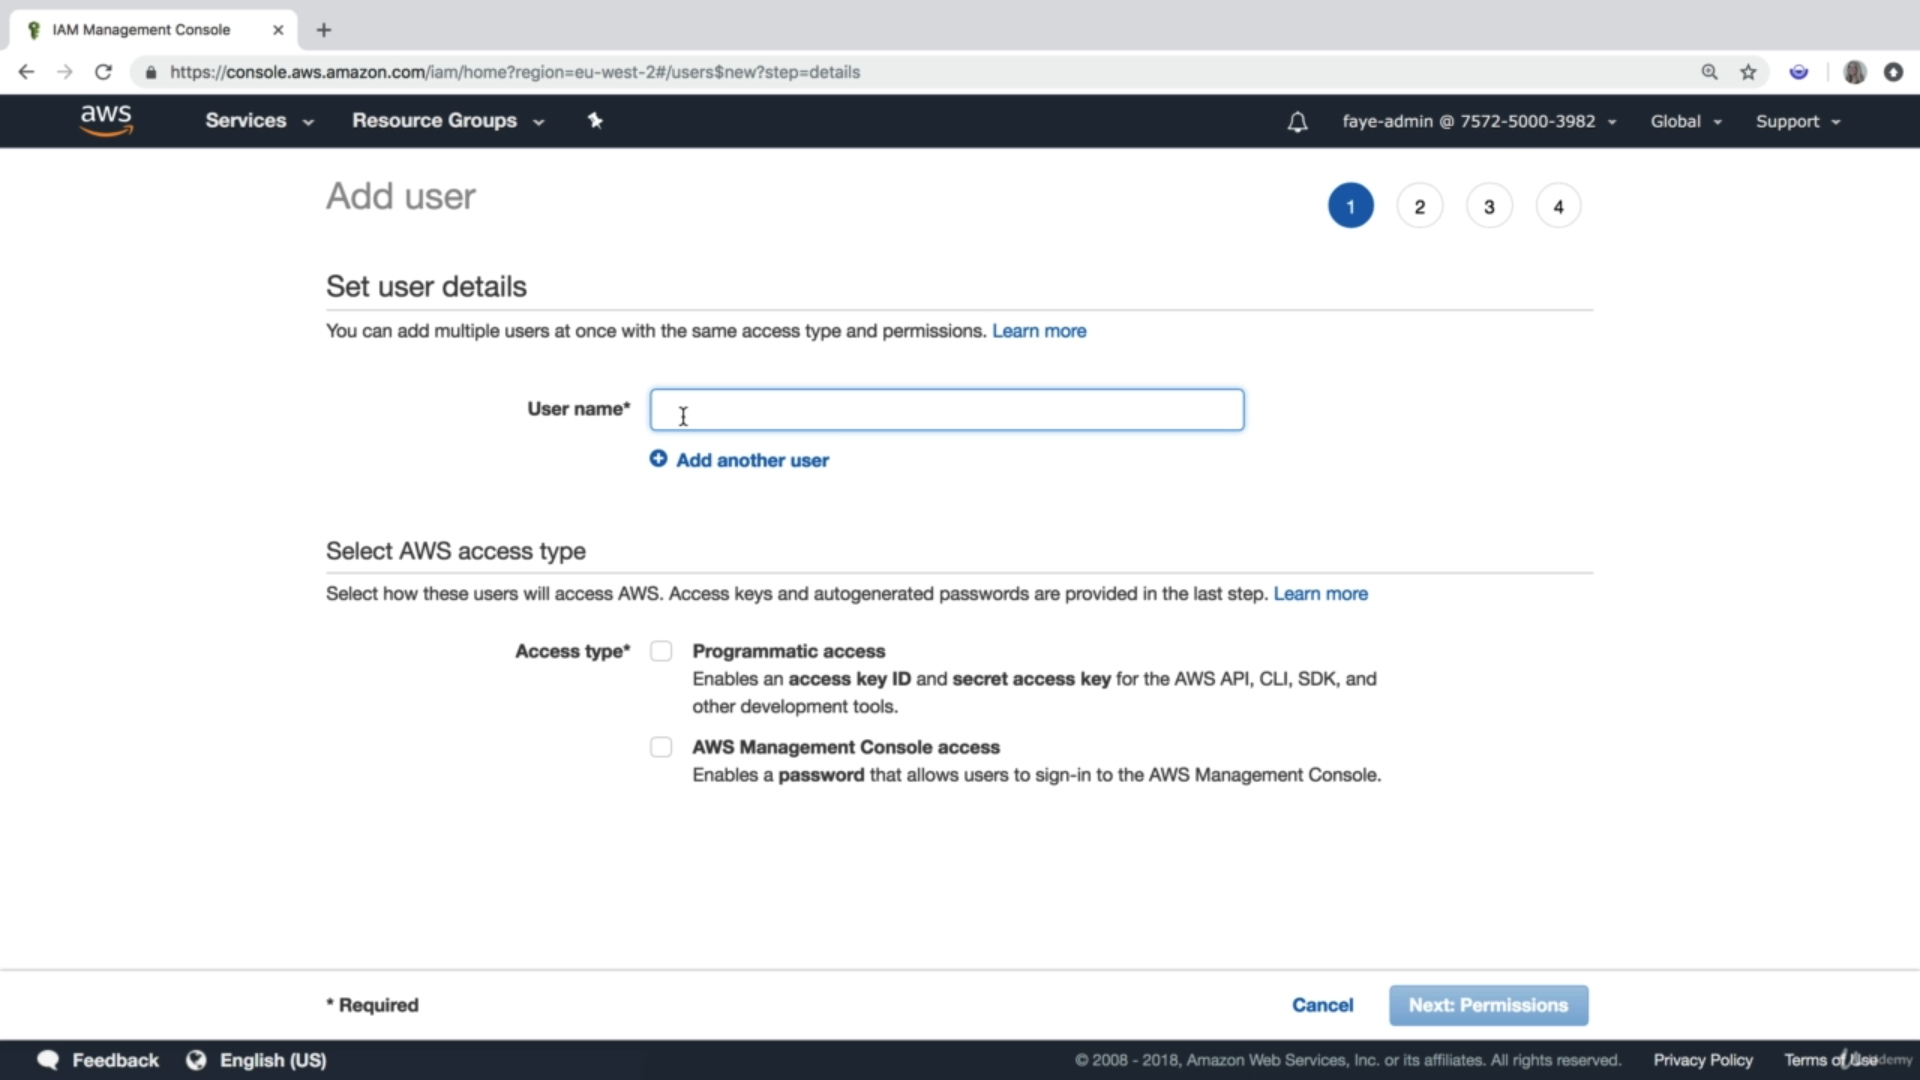 IAM Management Console
https://console.aws.amazon.com/iam/home?region=eu-west-2#/users$new?step=details
aws Services Resource Groups faye-admin @ 7572-5000-3982 Global Support
Add user 1 2 3 4
Set user details
You can add multiple users at once with the same access type and permissions. Learn more
User name*
Add another user
Select AWS access type
Select how these users will access AWS. Access keys and autogenerated passwords are provided in the last step. Learn more
Access type* Programmatic access
Enables an access key ID and secret access key for the AWS API, CLI, SDK, and
other development tools.
AWS Management Console access
Enables a password that allows users to sign-in to the AWS Management Console.
* Required Cancel Next: Permissions
Feedback English (US) © 2008 - 2018, Amazon Web Services, Inc. or its affiliates. All rights reserved. Privacy Policy Terms of Use